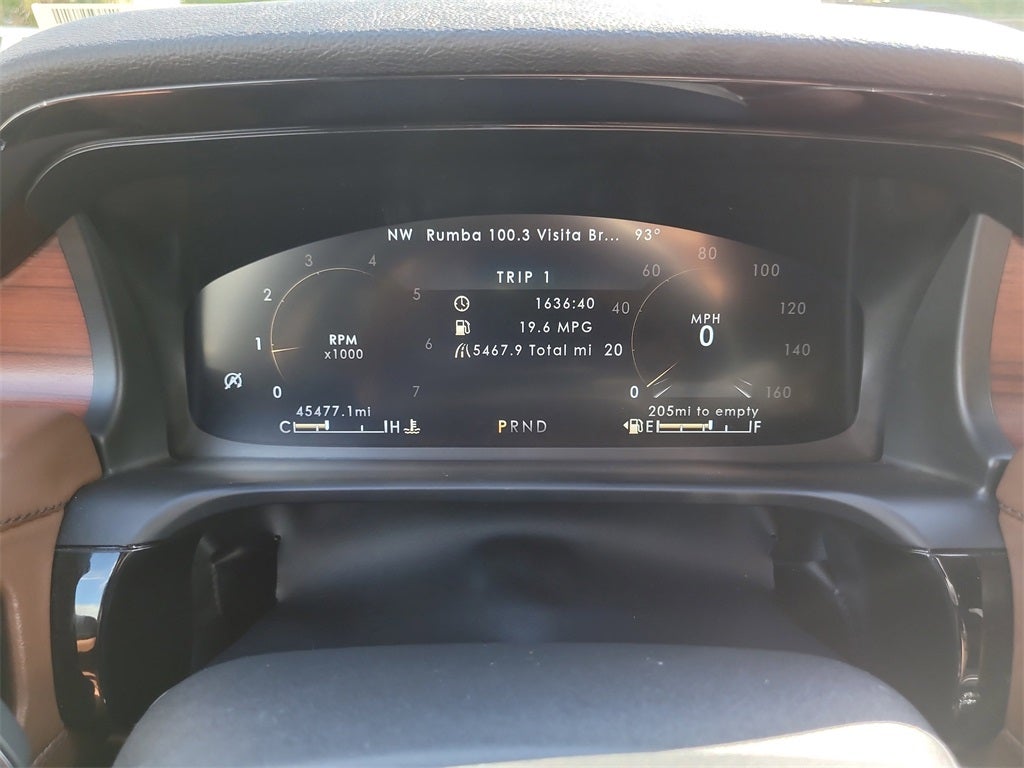 NW Rumba 100.3 Visita Br... 93°
TRIP 1
1636:40
19.6 MPG
5467.9 Total mi
0 1 2 3 4 5 6 7
RPM
x1000
0 20 40 60 80 100 120 140 160
MPH
0
45477.1mi
C H
PRND
205mi to empty
E F